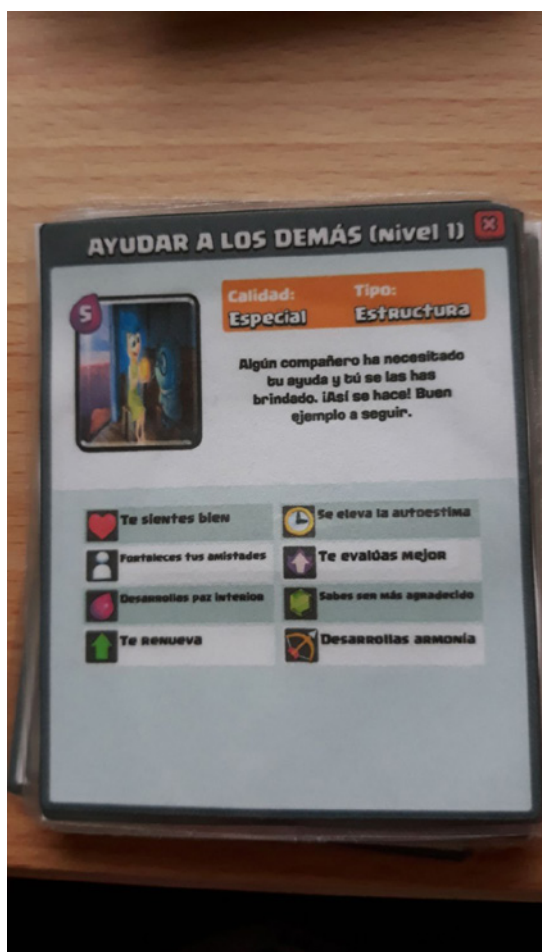 AYUDAR A LOS DEMÁS (Nivel 1)
S
Calidad: Tipo:
Especial Estructura
Algún compañero ha necesitado
tu ayuda y tú se las has
brindado. ¡Así se hace! Buen
ejemplo a seguir.
Te sientes bien
Se eleva la autoestima
Fortaleces tus amistades
Te evalúas mejor
Desarrollas paz interior
Sabes ser más agradecido
Te renueva
Desarrollas armonía